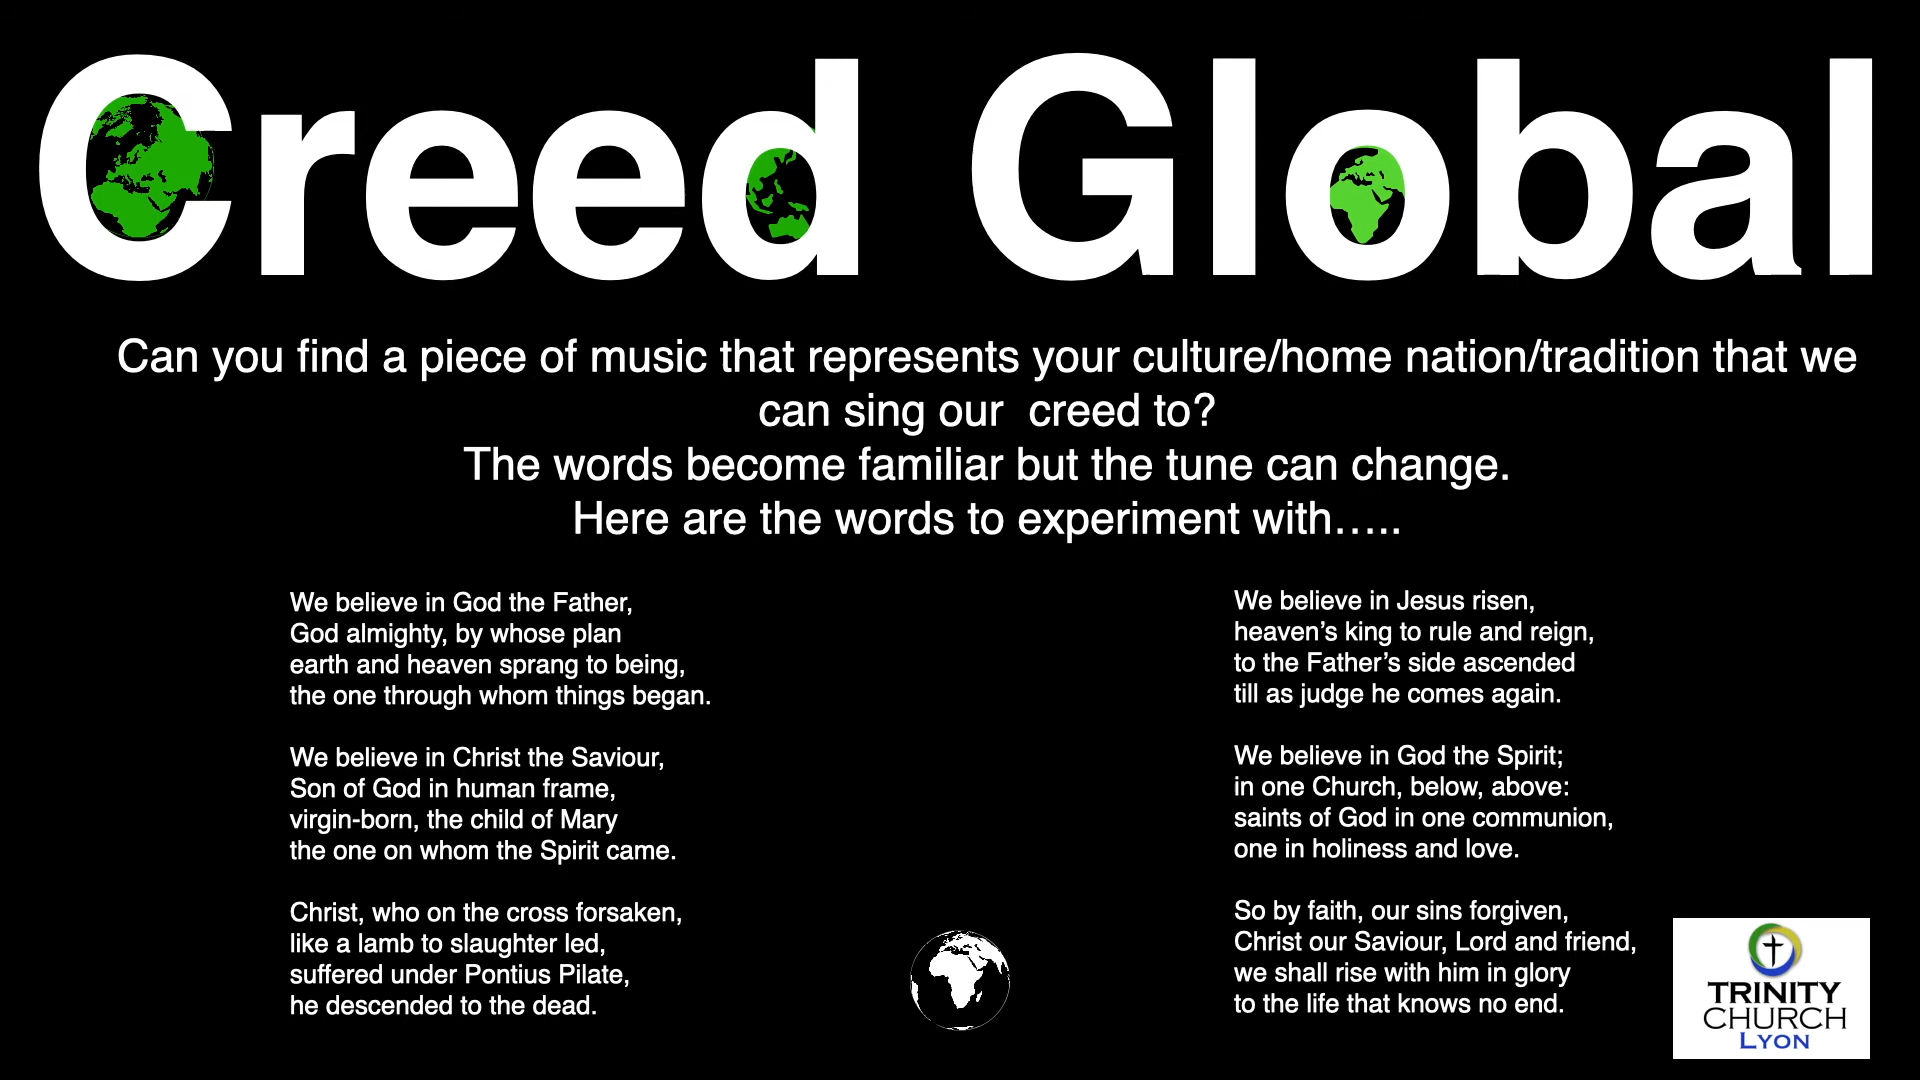 Creed Global
Can you find a piece of music that represents your culture/home nation/tradition that we
can sing our  creed to?
The words become familiar but the tune can change.
Here are the words to experiment with…..
We believe in God the Father,
God almighty, by whose plan
earth and heaven sprang to being,
the one through whom things began.
We believe in Christ the Saviour,
Son of God in human frame,
virgin-born, the child of Mary
the one on whom the Spirit came.
Christ, who on the cross forsaken,
like a lamb to slaughter led,
suffered under Pontius Pilate,
he descended to the dead.
We believe in Jesus risen,
heaven’s king to rule and reign,
to the Father’s side ascended
till as judge he comes again.
We believe in God the Spirit;
in one Church, below, above:
saints of God in one communion,
one in holiness and love.
So by faith, our sins forgiven,
Christ our Saviour, Lord and friend,
we shall rise with him in glory
to the life that knows no end.
TRINITY
CHURCH
LYON